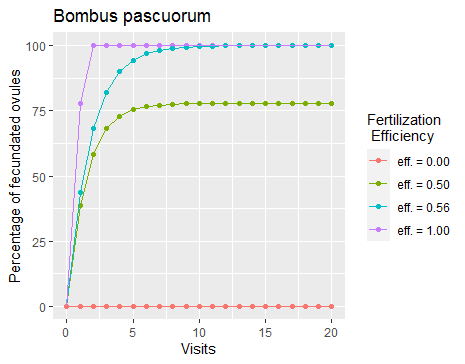 Bombus pascuorum
100
75
50
25
0
Percentage of fecundated ovules
0 5 10 15 20
Visits
Fertilization
Efficiency
eff. = 0.00
eff. = 0.50
eff. = 0.56
eff. = 1.00